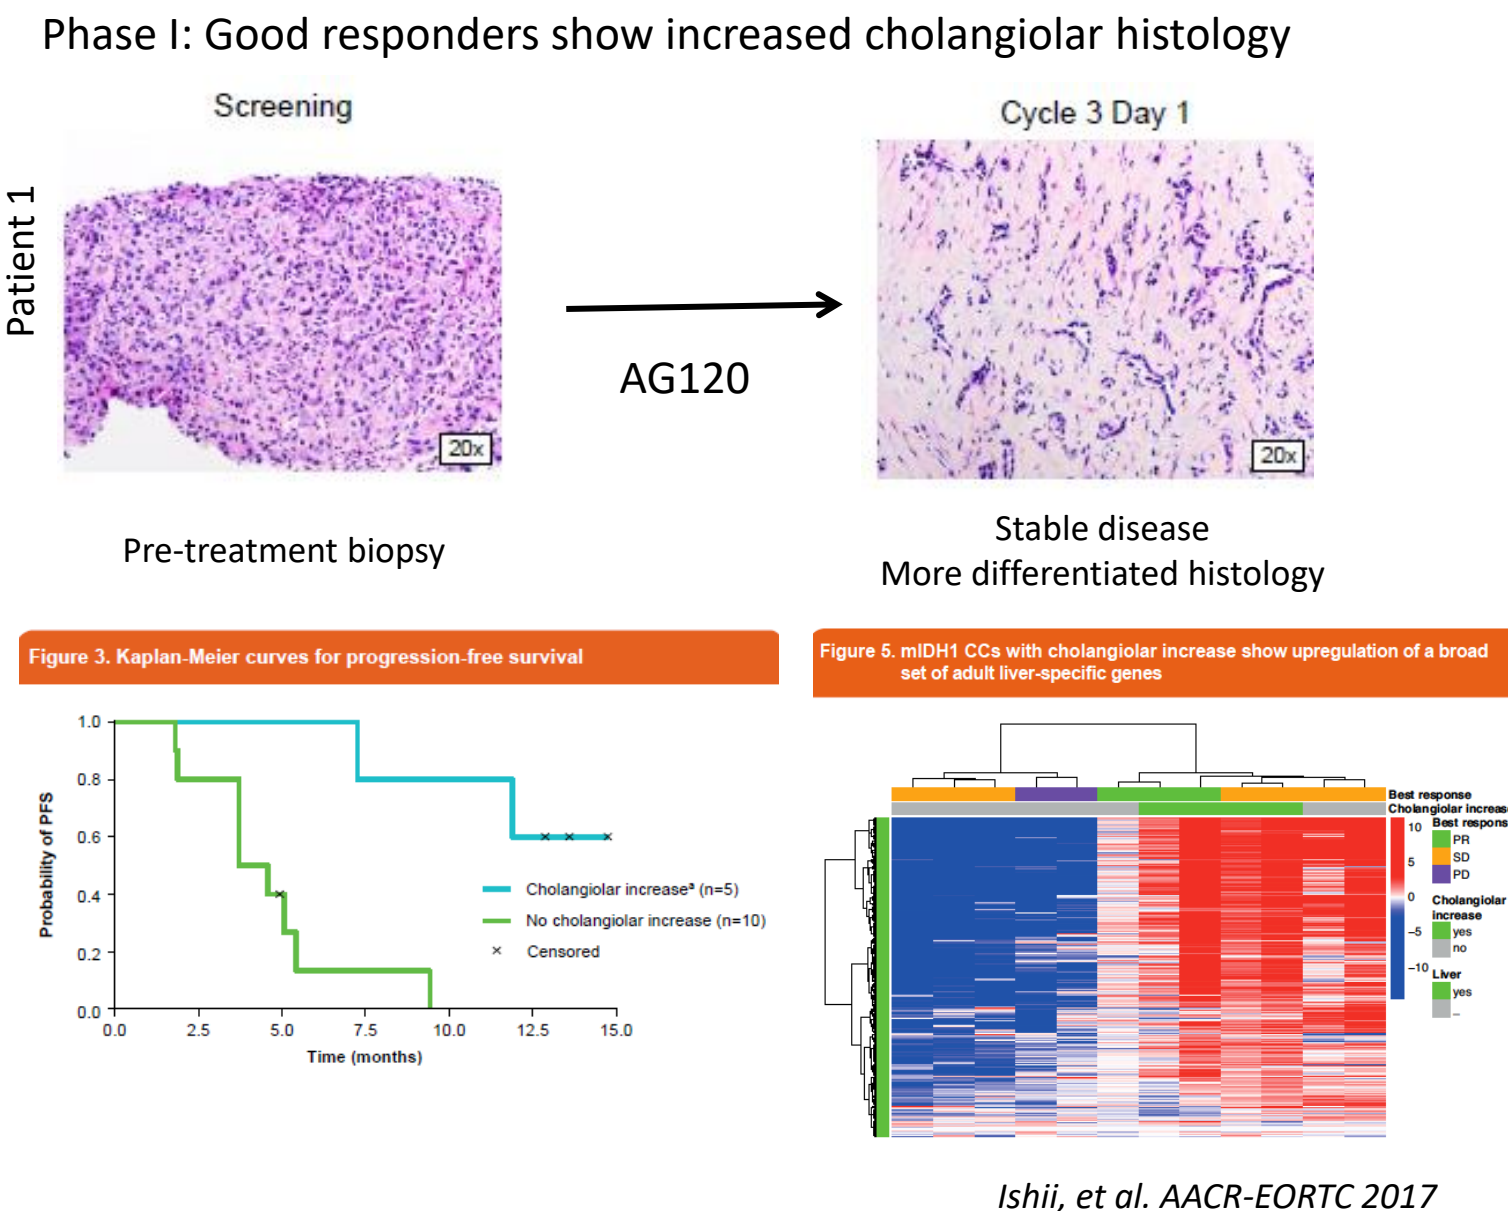 Phase I: Good responders show increased cholangiolar histology
Screening
Cycle 3 Day 1
Patient 1
20x
AG120
20x
Pre-treatment biopsy
Stable disease
More differentiated histology
Figure 3. Kaplan-Meier curves for progression-free survival
Probability of PFS
1.0
0.8
0.6
0.4
0.2
0.0
0.0 2.5 5.0 7.5 10.0 12.5 15.0
Time (months)
Cholangiolar increaseª (n=5)
No cholangiolar increase (n=10)
× Censored
Figure 5. mIDH1 CCs with cholangiolar increase show upregulation of a broad
set of adult liver-specific genes
Best response
Cholangiolar increas
10
5
0
−5
−10
Best respons
PR
SD
PD
Cholangiolar
increase
yes
no
Liver
yes
–
Ishii, et al. AACR-EORTC 2017